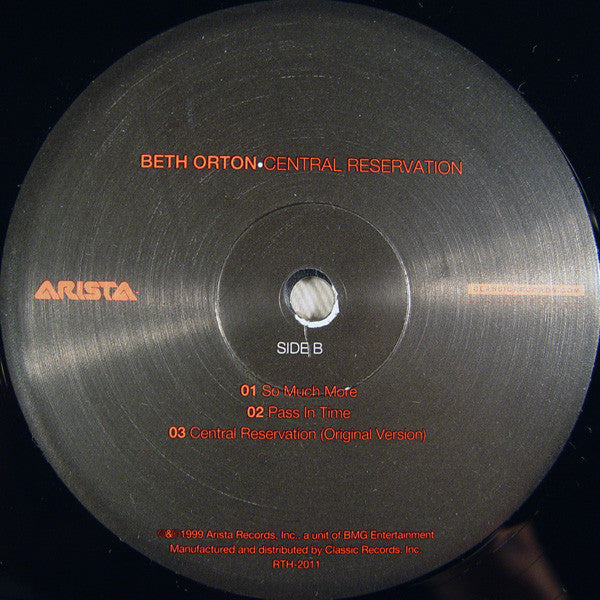 BETH ORTON•CENTRAL RESERVATION
ARISTA
SIDE B
01 So Much More
02 Pass In Time
03 Central Reservation (Original Version)
℗&© 1999 Arista Records, Inc., a unit of BMG Entertainment
Manufactured and distributed by Classic Records, Inc.
RTH-2011